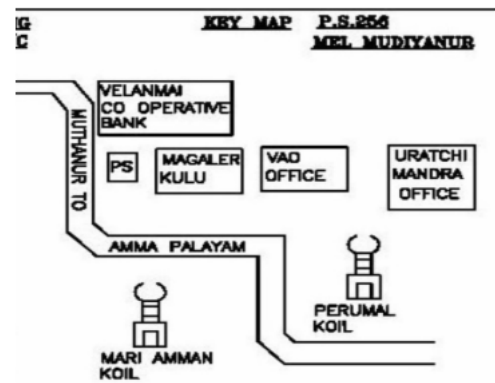 G
C
KEY MAP P.S.256
MEL MUDIYANUR
VELANMAI
CO OPERATIVE
BANK
MUTHANUR TO
PS
MAGALER
KULU
VAO
OFFICE
URATCHI
MANDRA
OFFICE
AMMA PALAYAM
PERUMAL
KOIL
MARI AMMAN
KOIL